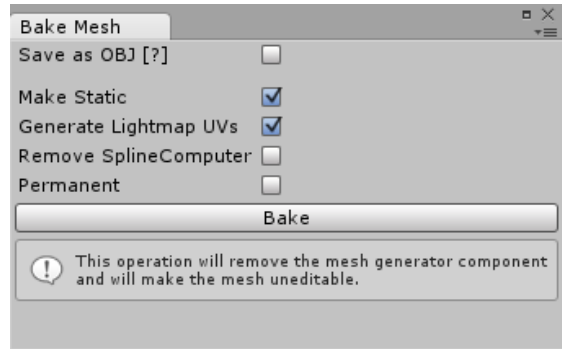 Bake Mesh
Save as OBJ [?]
Make Static
Generate Lightmap UVs
Remove SplineComputer
Permanent
Bake
This operation will remove the mesh generator component
and will make the mesh uneditable.